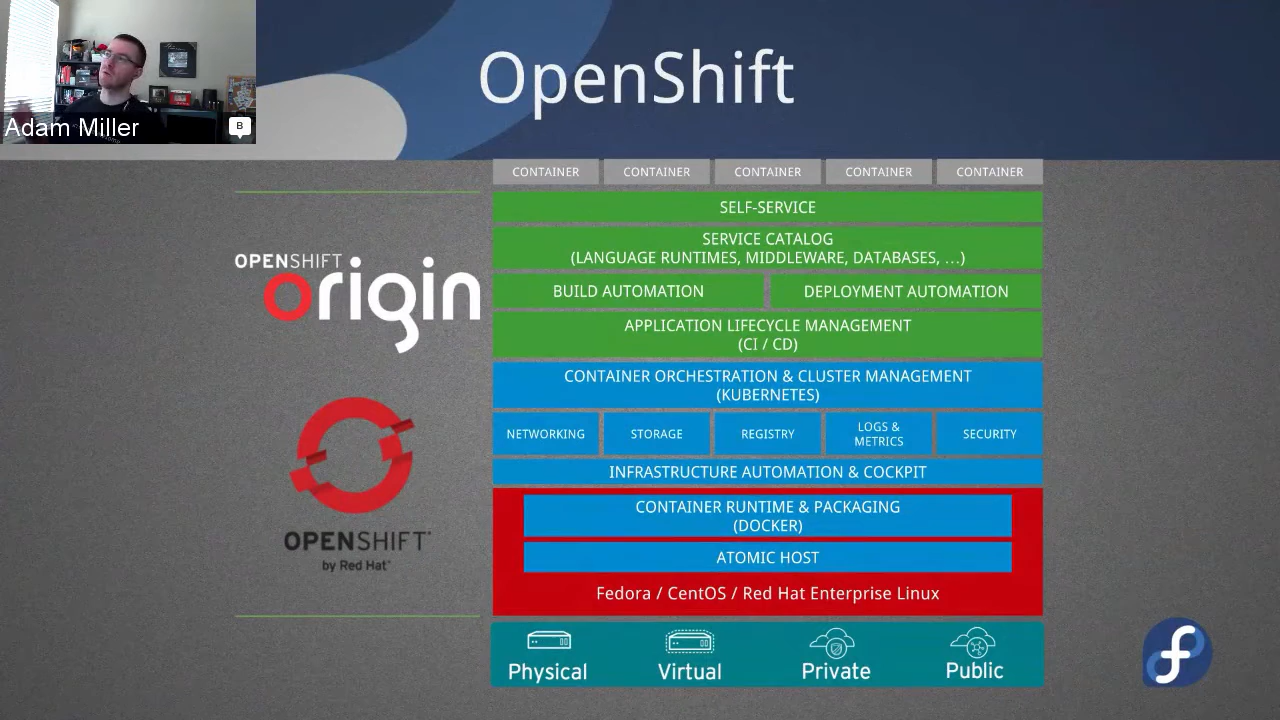 OpenShift
Adam Miller
B
CONTAINER CONTAINER CONTAINER CONTAINER CONTAINER
SELF-SERVICE
SERVICE CATALOG
(LANGUAGE RUNTIMES, MIDDLEWARE, DATABASES, …)
BUILD AUTOMATION DEPLOYMENT AUTOMATION
APPLICATION LIFECYCLE MANAGEMENT
(CI / CD)
CONTAINER ORCHESTRATION & CLUSTER MANAGEMENT
(KUBERNETES)
NETWORKING STORAGE REGISTRY LOGS & METRICS SECURITY
INFRASTRUCTURE AUTOMATION & COCKPIT
CONTAINER RUNTIME & PACKAGING
(DOCKER)
ATOMIC HOST
Fedora / CentOS / Red Hat Enterprise Linux
Physical Virtual Private Public
OPENSHIFT
origin
OPENSHIFT
by Red Hat